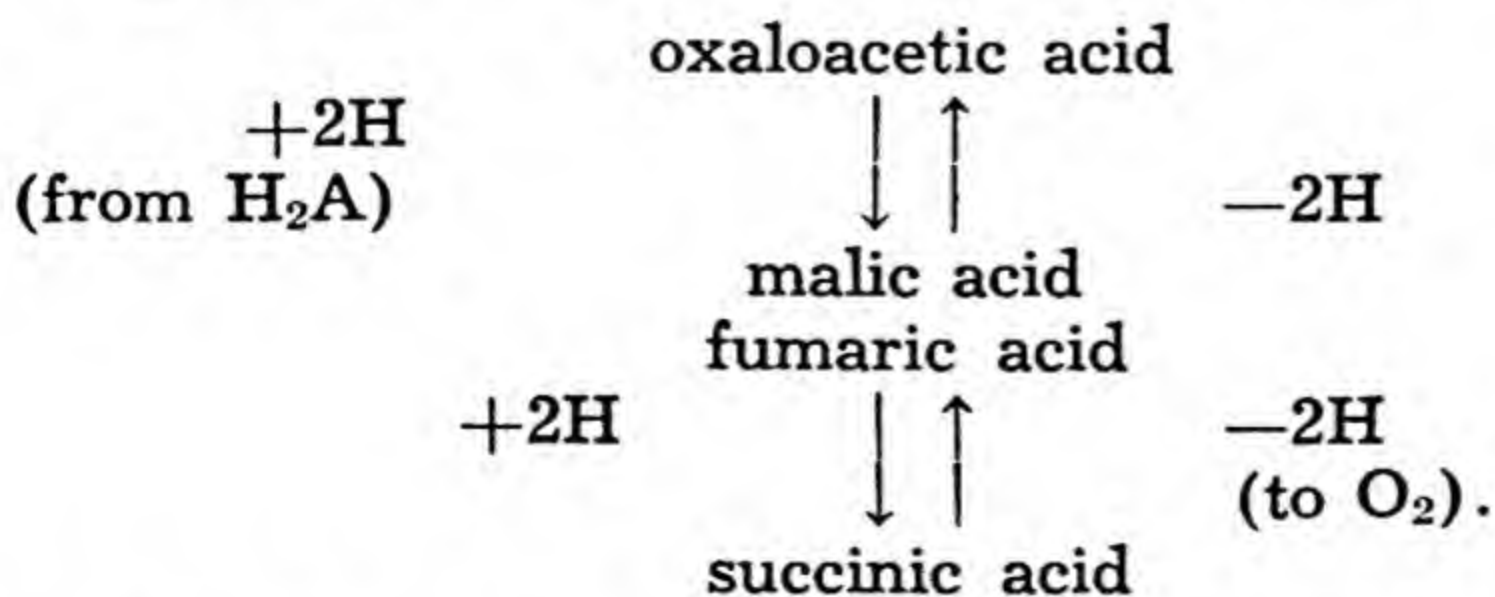 oxaloacetic acid
+2H
(from H₂A)
—2H
malic acid
fumaric acid
+2H
—2H
(to O₂).
succinic acid